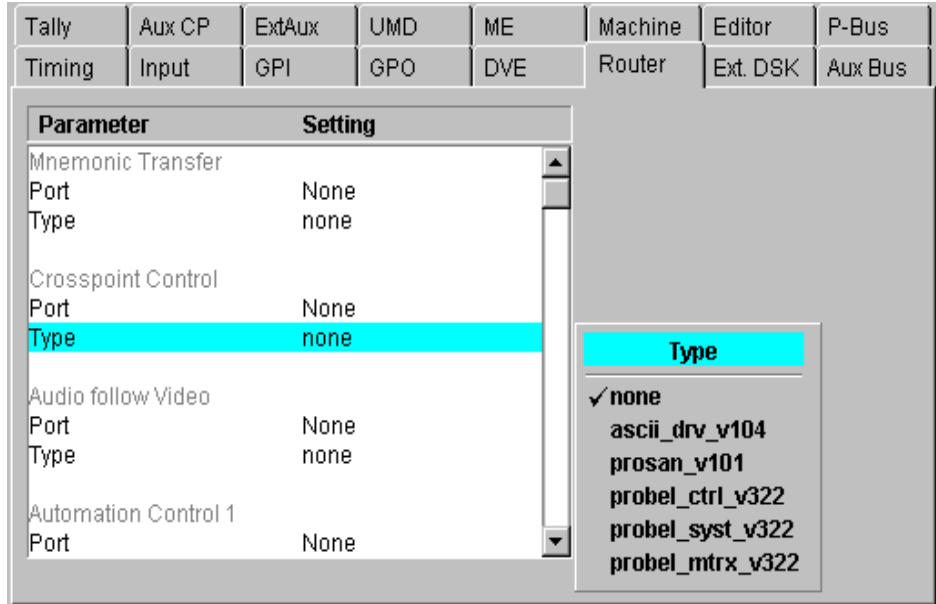 Tally Aux CP ExtAux UMD ME Machine Editor P-Bus
Timing Input GPI GPO DVE Router Ext. DSK Aux Bus
Parameter Setting
Mnemonic Transfer
Port None
Type none
Crosspoint Control
Port None
Type none
Audio follow Video
Port None
Type none
Automation Control 1
Port None
Type
none
ascii_drv_v104
prosan_v101
probel_ctrl_v322
probel_syst_v322
probel_mtrx_v322